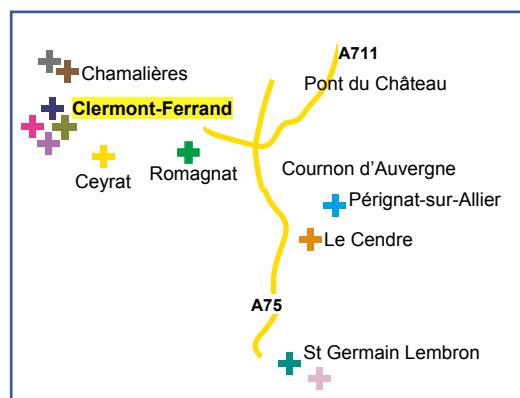 A711
Chamalières
Pont du Château
Clermont-Ferrand
Ceyrat
Romagnat
Cournon d’Auvergne
Pérignat-sur-Allier
Le Cendre
A75
St Germain Lembron